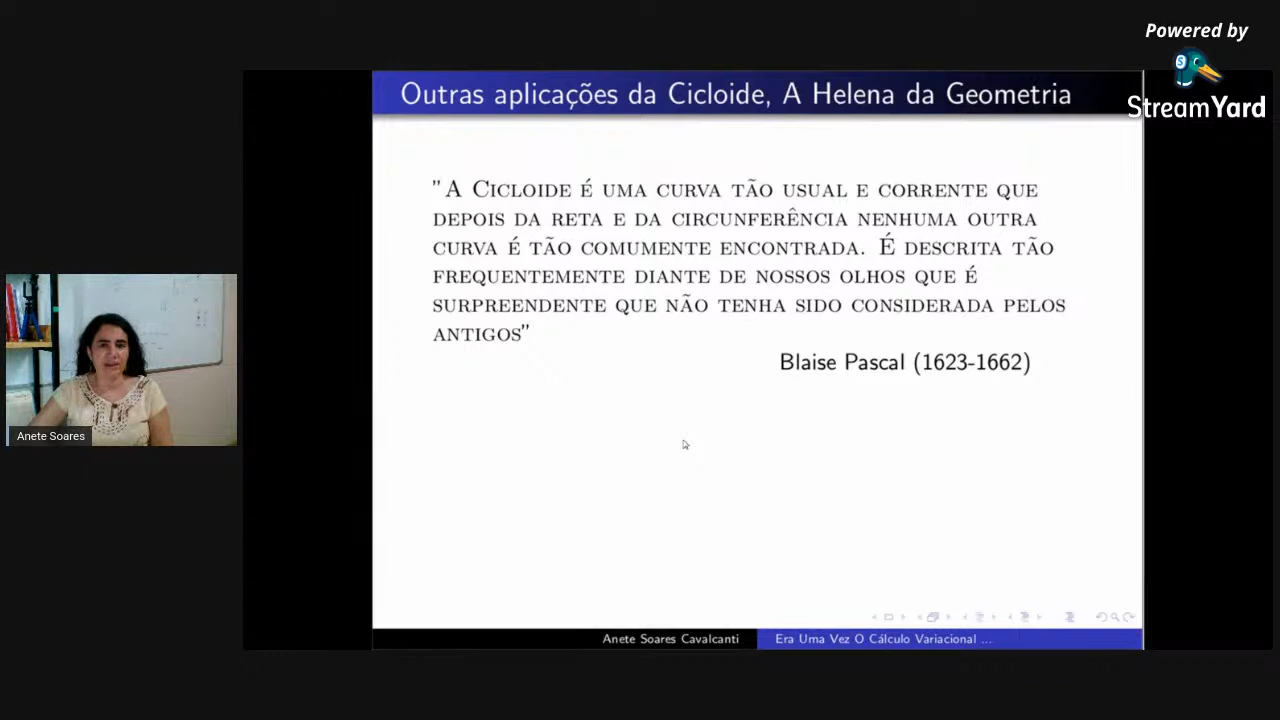 Powered by
StreamYard
Outras aplicações da Cicloide, A Helena da Geometria
"A Cicloide é uma curva tão usual e corrente que
depois da reta e da circunferência nenhuma outra
curva é tão comumente encontrada. É descrita tão
frequentemente diante de nossos olhos que é
surpreendente que não tenha sido considerada pelos
antigos"
Blaise Pascal (1623-1662)
Anete Soares
Anete Soares Cavalcanti
Era Uma Vez O Cálculo Variacional ...